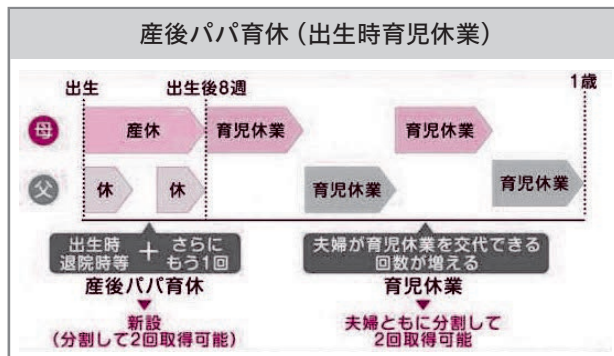 産後パパ育休（出生時育児休業）
出生 出生後8週 1歳
母 産休 育児休業 育児休業
父 休 休 育児休業 育児休業
出生時
退院時等
＋
さらに
もう1回
夫婦が育児休業を交代できる
回数が増える
産後パパ育休 育児休業
新設
（分割して2回取得可能）
夫婦ともに分割して
2回取得可能